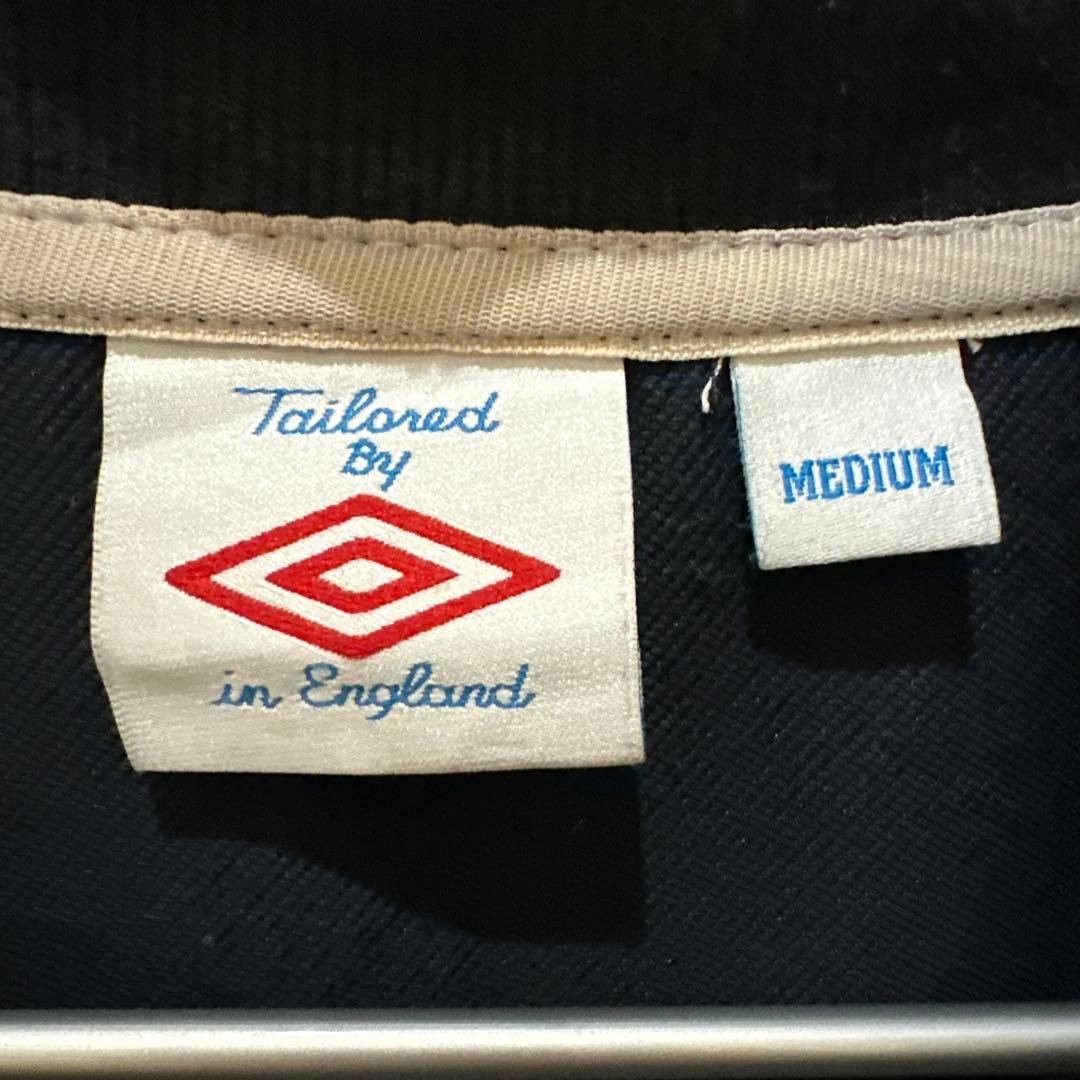 Tailored
By
in England
MEDIUM